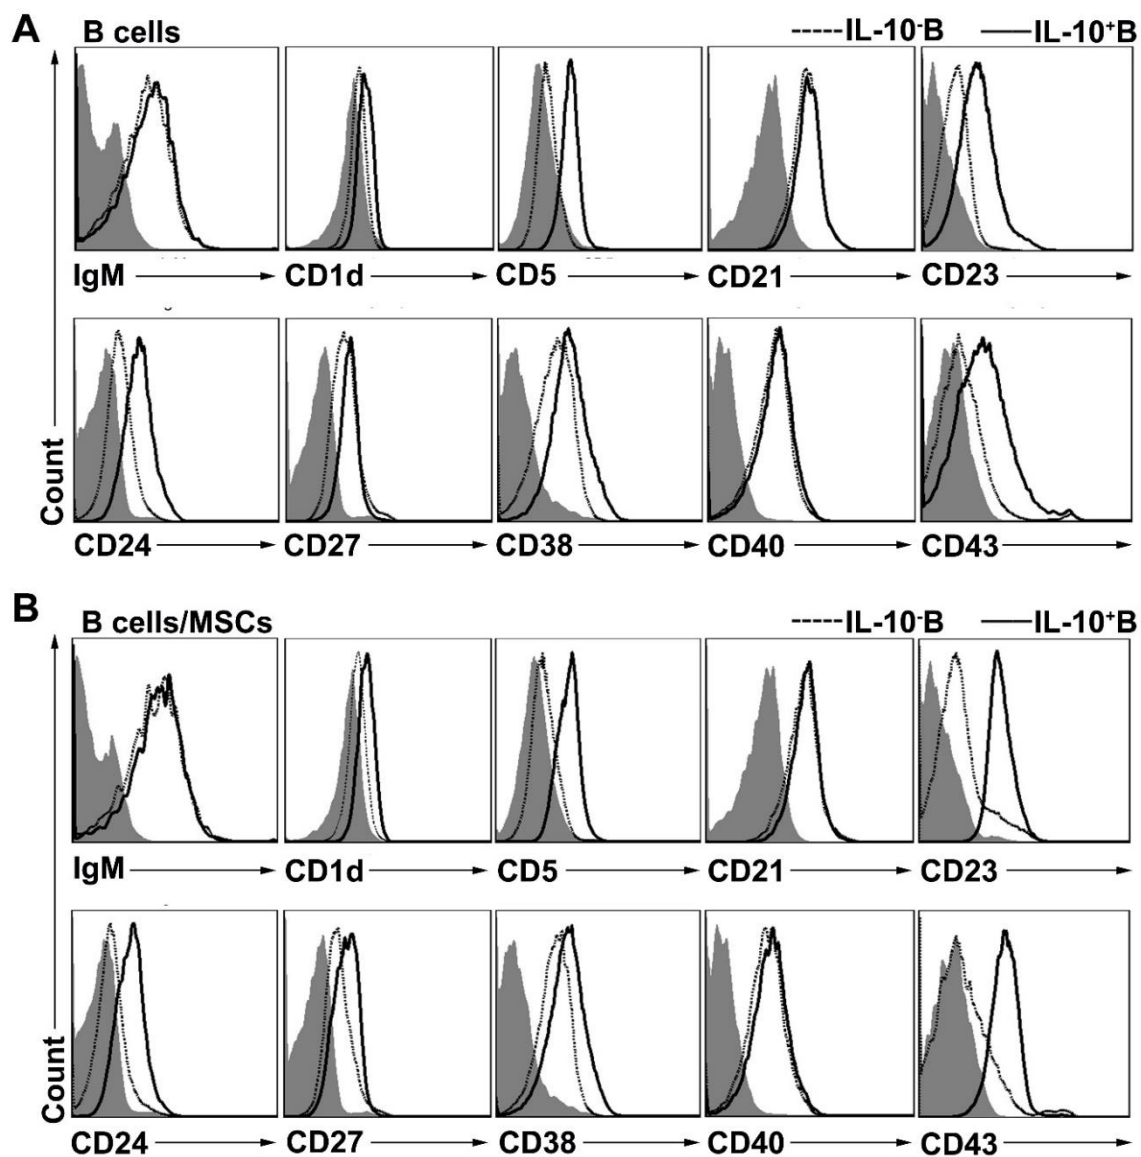 A B cells -----IL-10⁻B ——IL-10⁺B
IgM CD1d CD5 CD21 CD23
CD24 CD27 CD38 CD40 CD43
Count
B B cells/MSCs -----IL-10⁻B ——IL-10⁺B
IgM CD1d CD5 CD21 CD23
CD24 CD27 CD38 CD40 CD43
Count